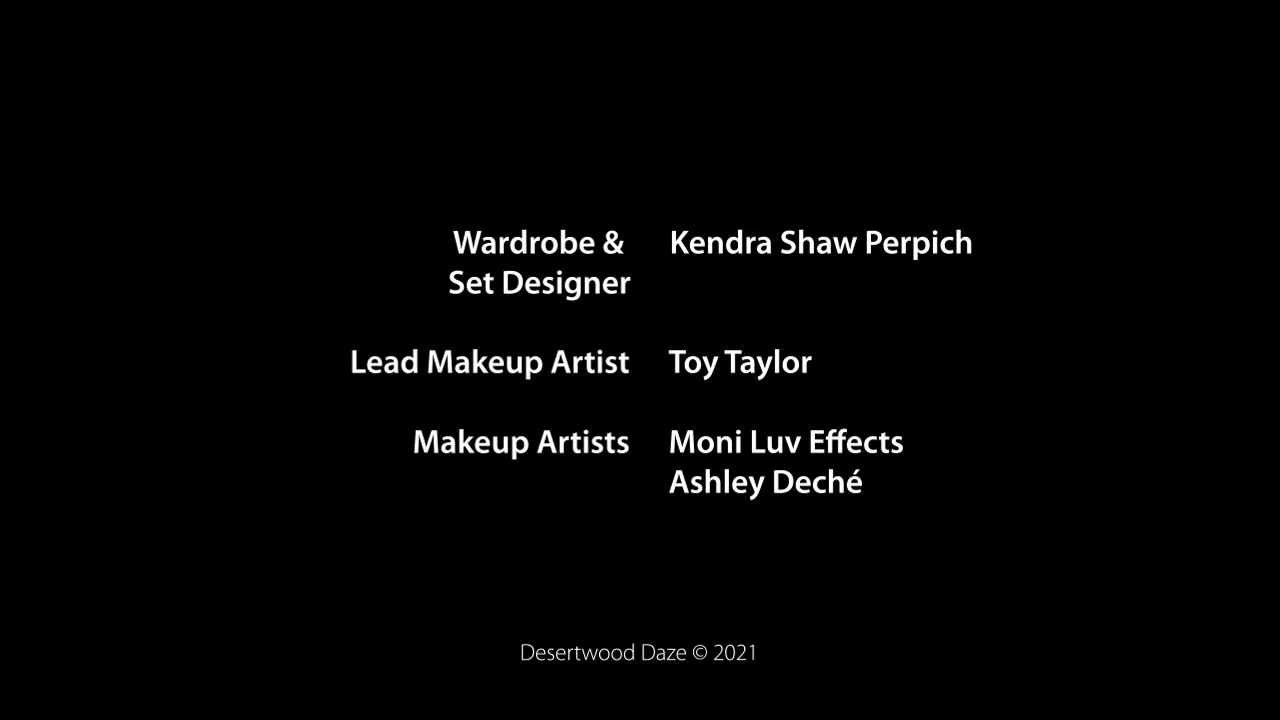 Wardrobe & Kendra Shaw Perpich
Set Designer
Lead Makeup Artist Toy Taylor
Makeup Artists Moni Luv Effects
Ashley Deché
Desertwood Daze © 2021